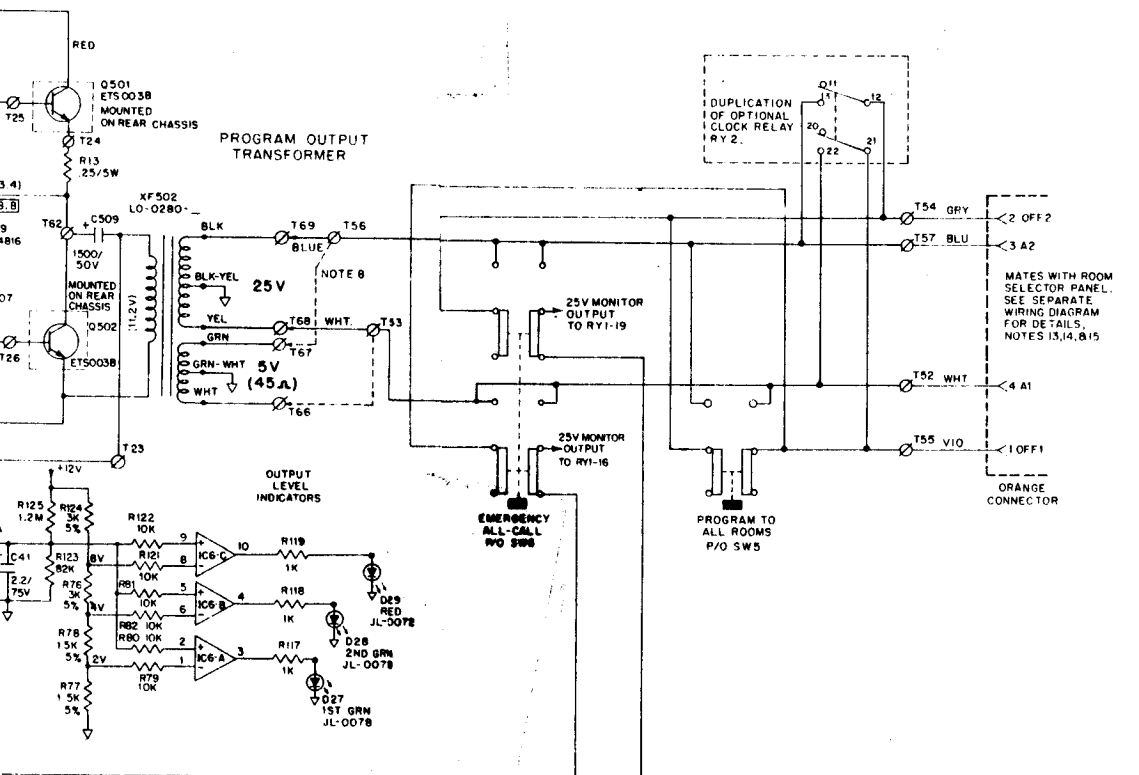 RED
Q501
ETS003B
MOUNTED
ON REAR CHASSIS
T25
T24
R13
.25/5W
3.4)
3.8
9
4816
T62
+
C509
1500/
50V
MOUNTED
ON REAR
CHASSIS
07
Q502
ETS003B
T26
T23
PROGRAM OUTPUT
TRANSFORMER
XF502
LO-0280-_
(11.2V)
BLK
BLK-YEL
YEL
GRN
GRN-WHT
WHT
25V
5V
(45Ω)
T69
BLUE
T56
NOTE 8
T68
WHT.
T53
T67
T66
DUPLICATION
OF OPTIONAL
CLOCK RELAY
RY 2.
11
13
12
20
22
21
25V MONITOR
OUTPUT
TO RY1-19
25V MONITOR
OUTPUT
TO RY1-16
EMERGENCY
ALL-CALL
P/O SW6
PROGRAM TO
ALL ROOMS
P/O SW5
T54 GRY
2 OFF2
T57 BLU
3 A2
MATES WITH ROOM
SELECTOR PANEL.
SEE SEPARATE
WIRING DIAGRAM
FOR DETAILS,
NOTES 13,14,&15
T52 WHT
4 A1
T55 VIO
1 OFF1
ORANGE
CONNECTOR
OUTPUT
LEVEL
INDICATORS
+12V
R125
1.2M
R124
3K
5%
C41
2.2/
75V
R123
82K
8V
R76
3K
5%
4V
R78
1.5K
5%
2V
R77
1.5K
5%
R122
10K
R121
10K
R81
10K
R82 10K
R80 10K
R79
10K
9
8
+
-
IC6-C
10
R119
1K
D29
RED
JL-0072
5
6
+
-
IC6-B
4
R118
1K
D28
2ND GRN
JL-0078
2
1
+
-
IC6-A
3
R117
1K
D27
1ST GRN
JL-0078